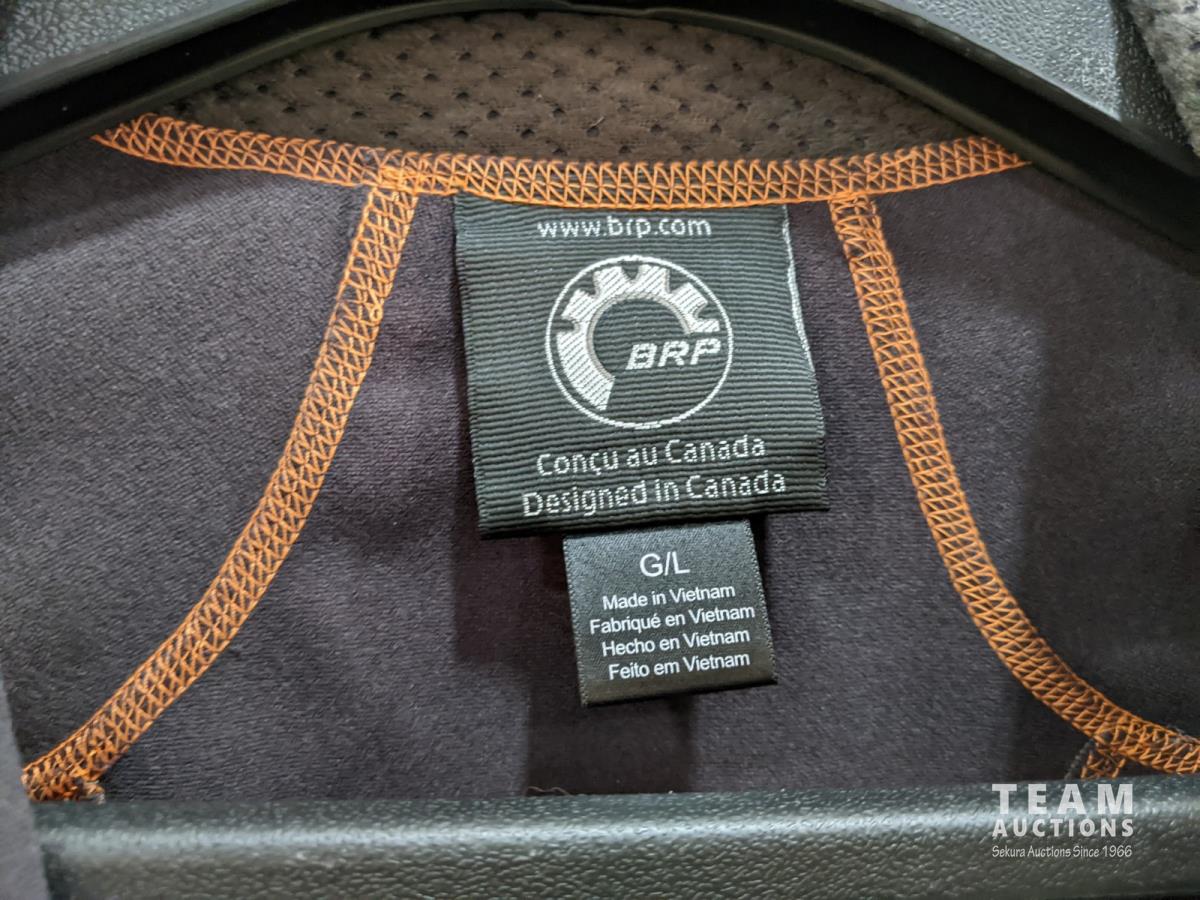 www.brp.com
BRP
Conçu au Canada
Designed in Canada
G/L
Made in Vietnam
Fabriqué en Vietnam
Hecho en Vietnam
Feito em Vietnam
TEAM
AUCTIONS
Sekura Auctions Since 1966